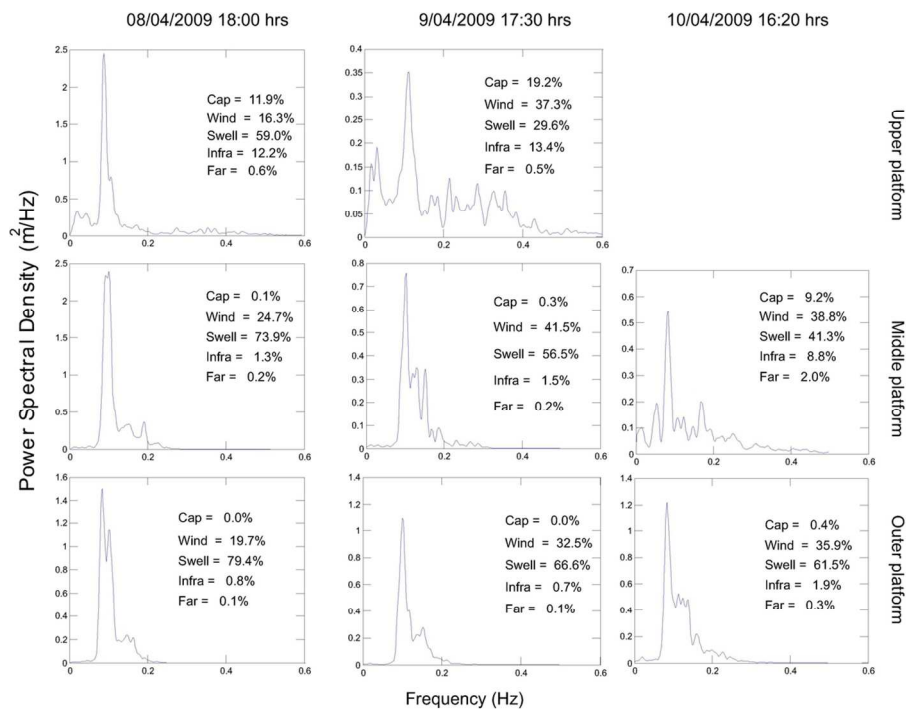 08/04/2009 18:00 hrs
9/04/2009 17:30 hrs
10/04/2009 16:20 hrs
Power Spectral Density (m²/Hz)
Upper platform
2.5
2
1.5
1
0.5
0
0 0.2 0.4 0.6
Cap = 11.9%
Wind = 16.3%
Swell = 59.0%
Infra = 12.2%
Far = 0.6%
0.4
0.35
0.3
0.25
0.2
0.15
0.1
0.05
0
0 0.2 0.4 0.6
Cap = 19.2%
Wind = 37.3%
Swell = 29.6%
Infra = 13.4%
Far = 0.5%
Middle platform
2.5
2
1.5
1
0.5
0
0 0.2 0.4 0.6
Cap = 0.1%
Wind = 24.7%
Swell = 73.9%
Infra = 1.3%
Far = 0.2%
0.8
0.7
0.6
0.5
0.4
0.3
0.2
0.1
0
0 0.2 0.4 0.6
Cap = 0.3%
Wind = 41.5%
Swell = 56.5%
Infra = 1.5%
Far = 0.2%
0.7
0.6
0.5
0.4
0.3
0.2
0.1
0
0 0.2 0.4 0.6
Cap = 9.2%
Wind = 38.8%
Swell = 41.3%
Infra = 8.8%
Far = 2.0%
Outer platform
1.6
1.4
1.2
1
0.8
0.6
0.4
0.2
0
0 0.2 0.4 0.6
Cap = 0.0%
Wind = 19.7%
Swell = 79.4%
Infra = 0.8%
Far = 0.1%
1.4
1.2
1
0.8
0.6
0.4
0.2
0
0 0.2 0.4 0.6
Cap = 0.0%
Wind = 32.5%
Swell = 66.6%
Infra = 0.7%
Far = 0.1%
1.4
1.2
1
0.8
0.6
0.4
0.2
0
0 0.2 0.4 0.6
Cap = 0.4%
Wind = 35.9%
Swell = 61.5%
Infra = 1.9%
Far = 0.3%
Frequency (Hz)